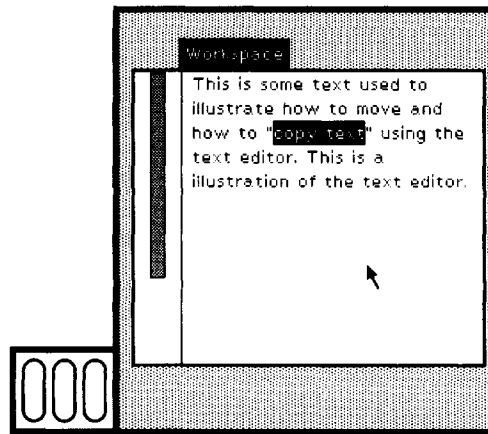 Workspace
This is some text used to
illustrate how to move and
how to "copy text" using the
text editor. This is a
illustration of the text editor.